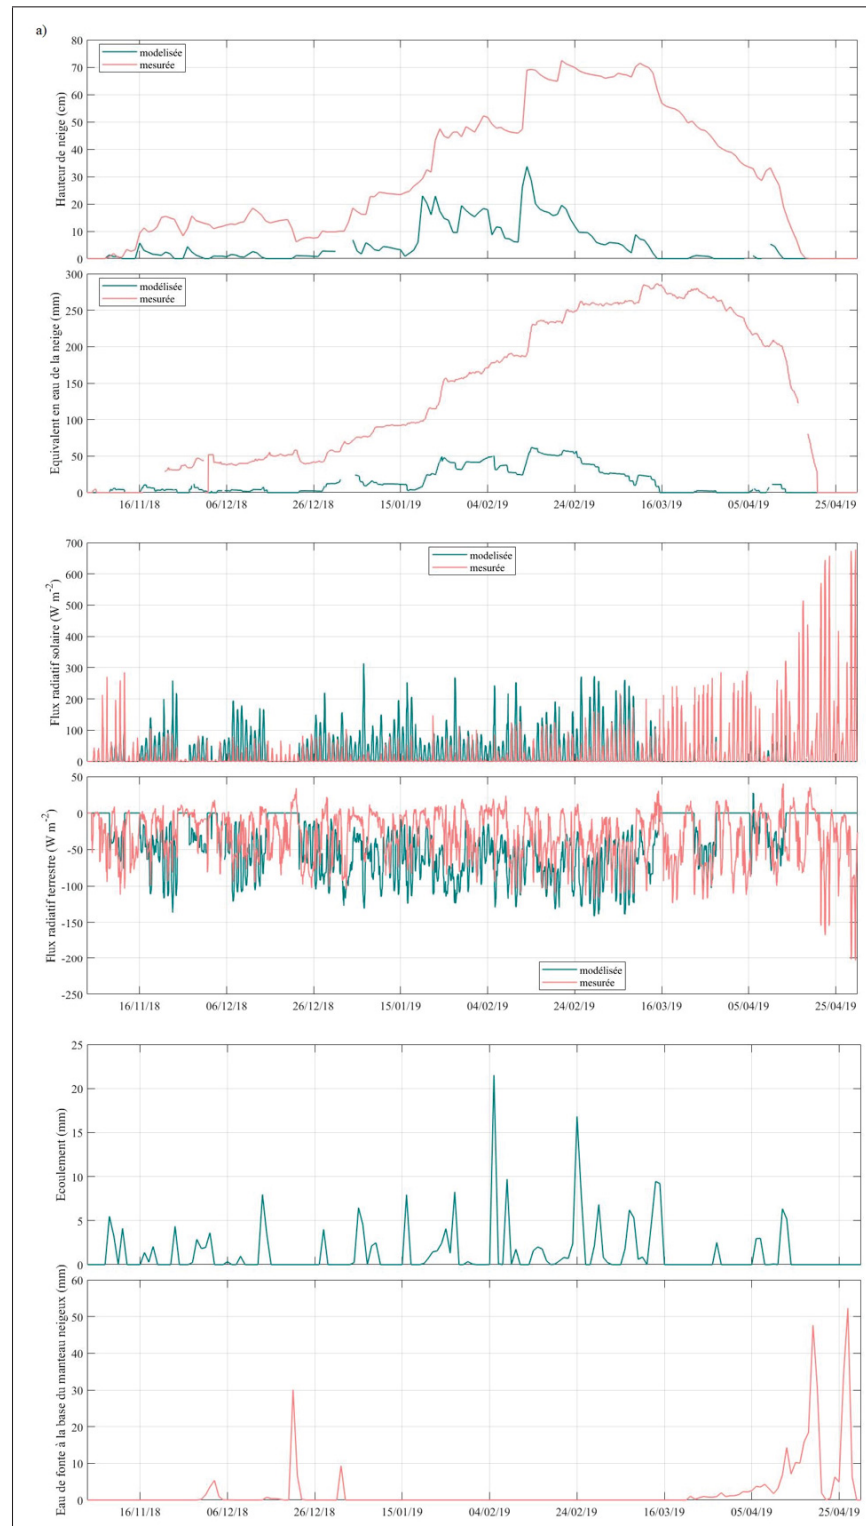 a)
80
70
60
50
40
30
20
10
0
Hauteur de neige (cm)
modelisée
mesurée
300
250
200
150
100
50
0
Equivalent en eau de la neige (mm)
modélisée
mesurée
16/11/18 06/12/18 26/12/18 15/01/19 04/02/19 24/02/19 16/03/19 05/04/19 25/04/19
700
600
500
400
300
200
100
0
Flux radiatif solaire (W m-2)
modelisée
mesurée
50
0
-50
-100
-150
-200
-250
Flux radiatif terrestre (W m-2)
modélisée
mesurée
16/11/18 06/12/18 26/12/18 15/01/19 04/02/19 24/02/19 16/03/19 05/04/19 25/04/19
25
20
15
10
5
0
Ecoulement (mm)
60
50
40
30
20
10
0
Eau de fonte à la base du manteau neigeux (mm)
16/11/18 06/12/18 26/12/18 15/01/19 04/02/19 24/02/19 16/03/19 05/04/19 25/04/19